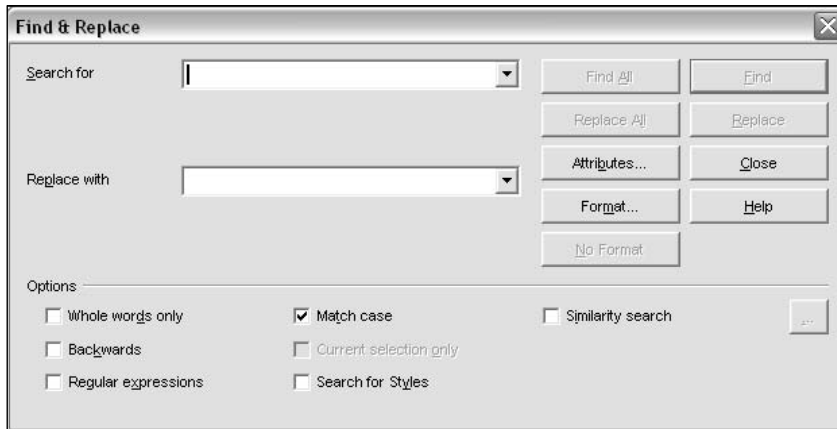 Find & Replace
Search for
Find All
Find
Replace All
Replace
Replace with
Attributes...
Close
Format...
Help
No Format
Options
Whole words only
Match case
Similarity search
...
Backwards
Current selection only
Regular expressions
Search for Styles